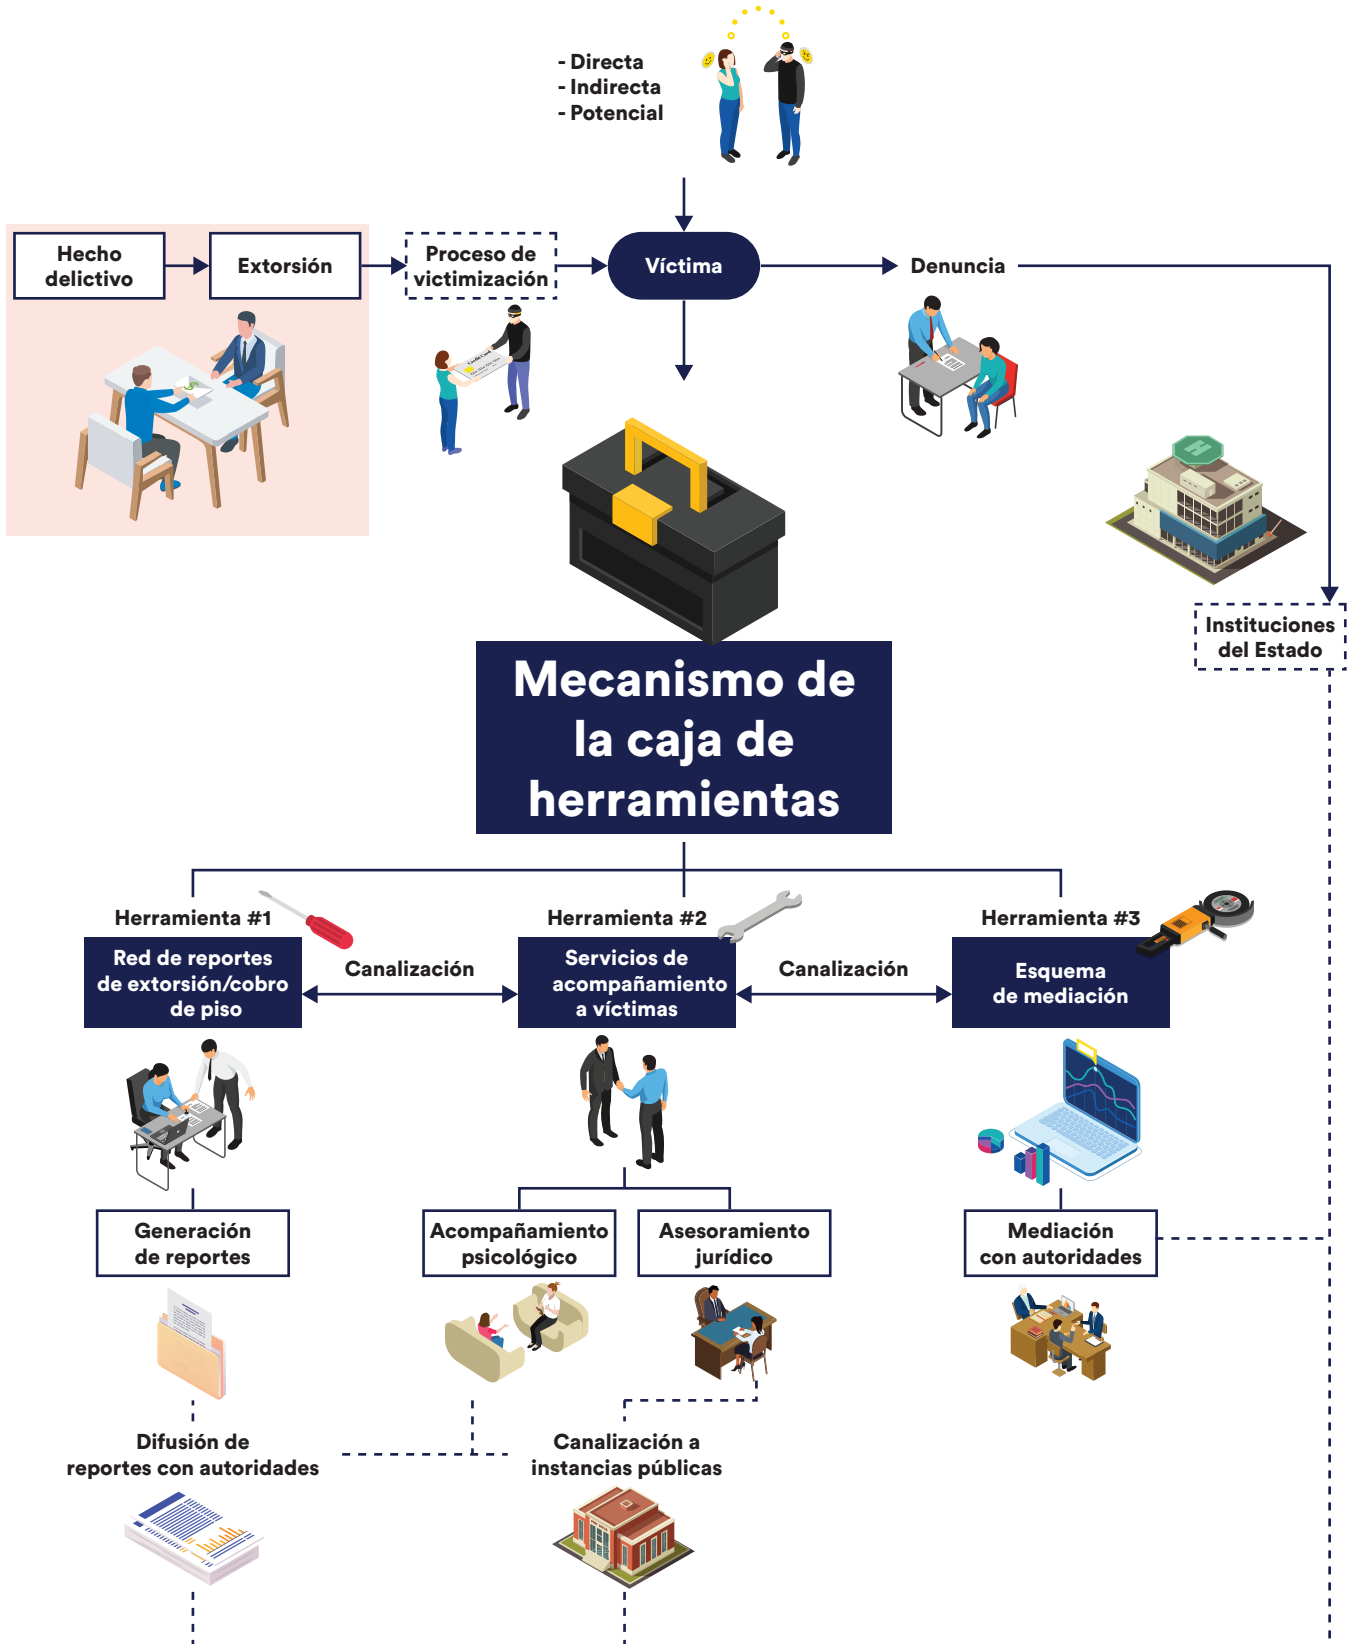 - Directa
- Indirecta
- Potencial
Hecho
delictivo
Extorsión
Proceso de
victimización
Víctima
Denuncia
Credit Card
H
Instituciones
del Estado
Mecanismo de
la caja de
herramientas
Herramienta #1
Herramienta #2
Herramienta #3
Red de reportes
de extorsión/cobro
de piso
Canalización
Servicios de
acompañamiento
a víctimas
Canalización
Esquema
de mediación
Generación
de reportes
Acompañamiento
psicológico
Asesoramiento
jurídico
Mediación
con autoridades
Difusión de
reportes con autoridades
Canalización a
instancias públicas